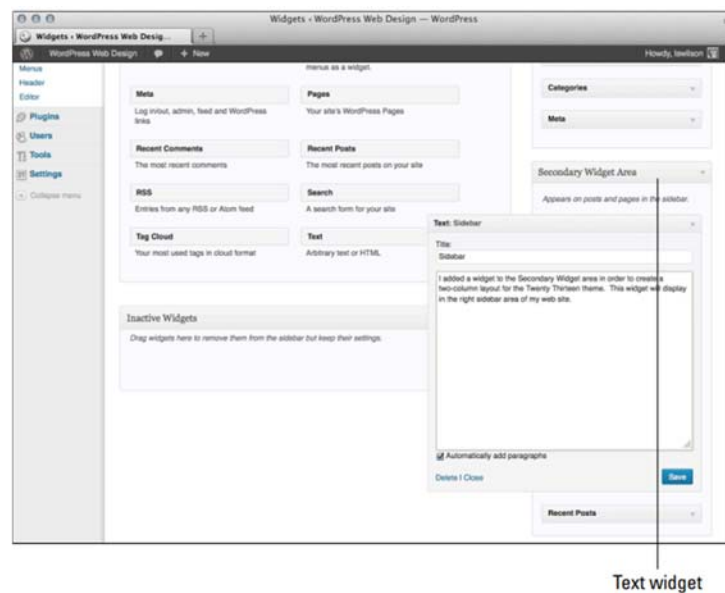 Widgets ‹ WordPress Web Design — WordPress
Widgets ‹ WordPress Web Desig...
WordPress Web Design + New Howdy, lwilson
Menus
Header
Editor
Plugins
Users
Tools
Settings
Collapse menu
menus as a widget.
Meta
Log in/out, admin, feed and WordPress
links
Pages
Your site's WordPress Pages
Recent Comments
The most recent comments
Recent Posts
The most recent posts on your site
RSS
Entries from any RSS or Atom feed
Search
A search form for your site
Tag Cloud
Your most used tags in cloud format
Text
Arbitrary text or HTML
Inactive Widgets
Drag widgets here to remove them from the sidebar but keep their settings.
Categories
Meta
Secondary Widget Area
Appears on posts and pages in the sidebar.
Text: Sidebar
Title:
Sidebar
I added a widget to the Secondary Widget area in order to create a
two-column layout for the Twenty Thirteen theme. This widget will display
in the right sidebar area of my web site.
Automatically add paragraphs
Delete | Close
Save
Recent Posts
Text widget